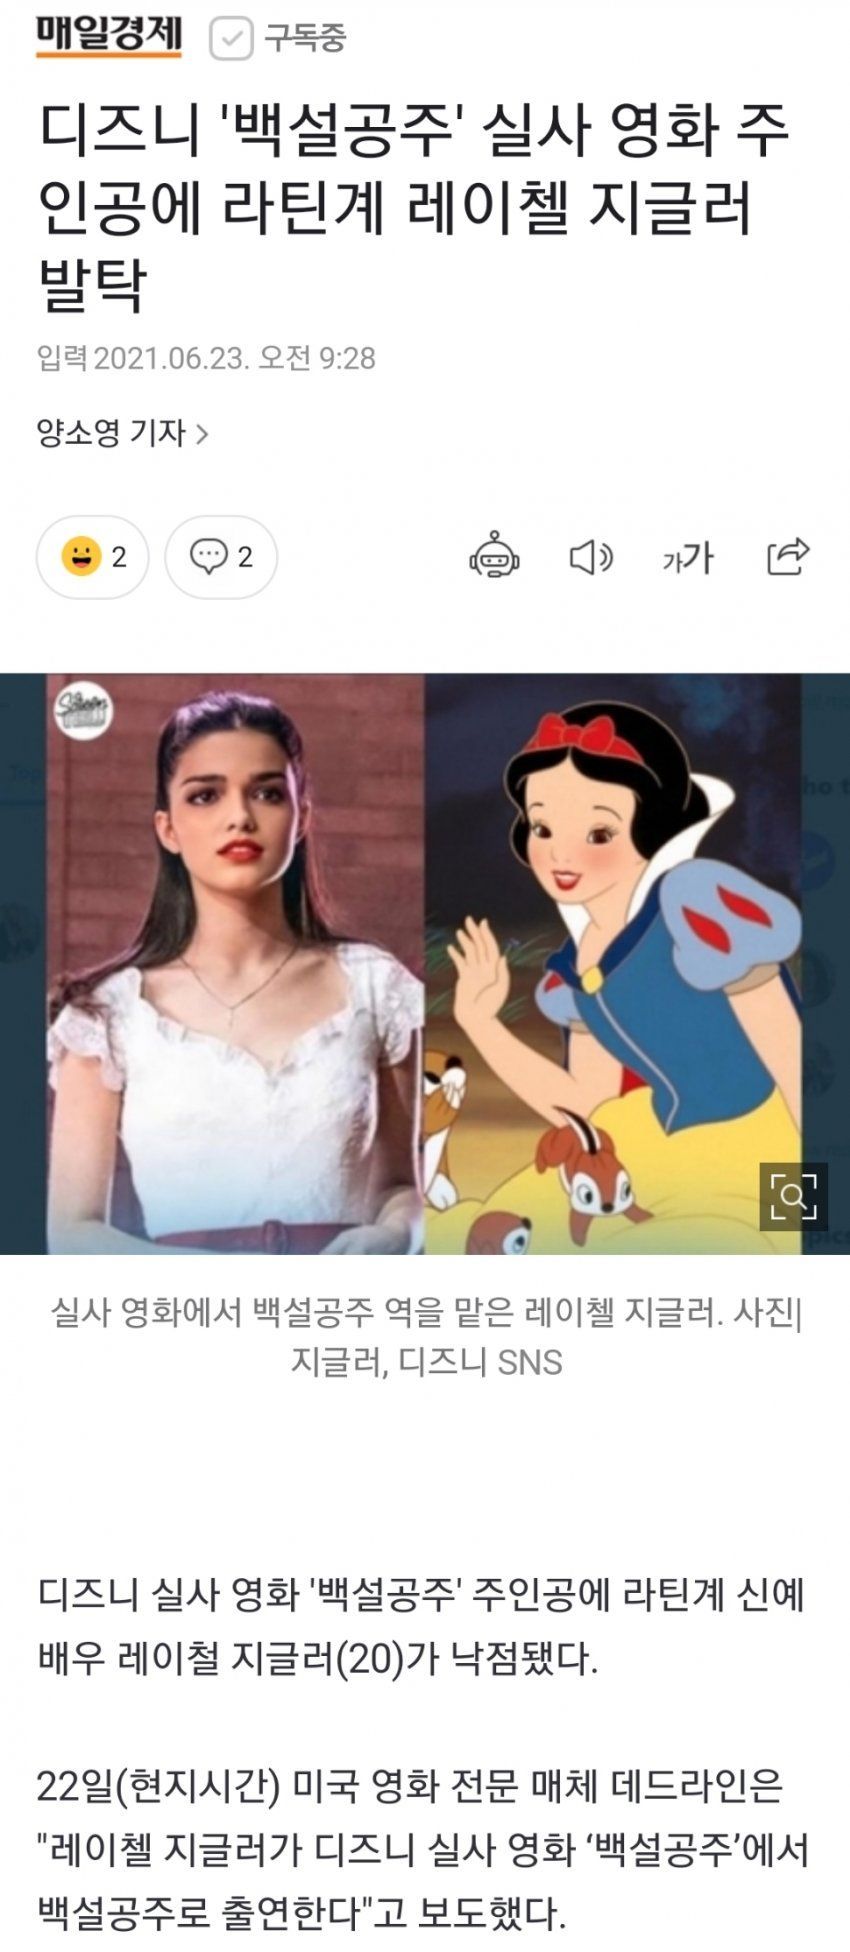 매일경제 구독중
디즈니 '백설공주' 실사 영화 주
인공에 라틴계 레이첼 지글러
발탁
입력 2021.06.23. 오전 9:28
양소영 기자
2 2 가가
Screen
실사 영화에서 백설공주 역을 맡은 레이첼 지글러. 사진|
지글러, 디즈니 SNS
디즈니 실사 영화 '백설공주' 주인공에 라틴계 신예
배우 레이철 지글러(20)가 낙점됐다.
22일(현지시간) 미국 영화 전문 매체 데드라인은
"레이첼 지글러가 디즈니 실사 영화 ‘백설공주’에서
백설공주로 출연한다"고 보도했다.